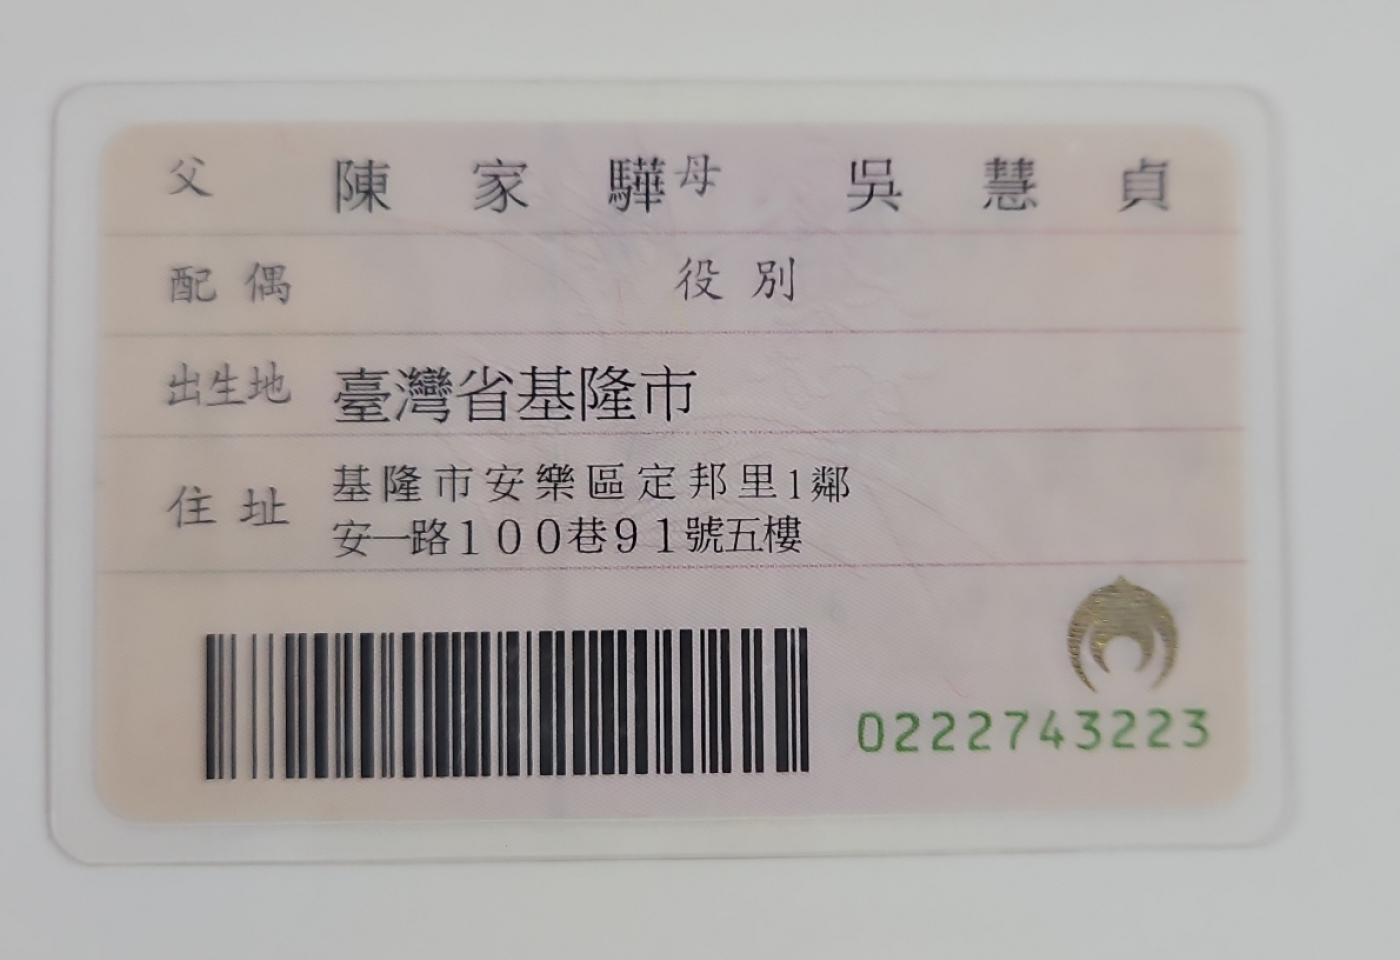 父 陳家驊 母 吳慧貞
配偶 役別
出生地 臺灣省基隆市
住址 基隆市安樂區定邦里1鄰
安一路100巷91號五樓
0222743223